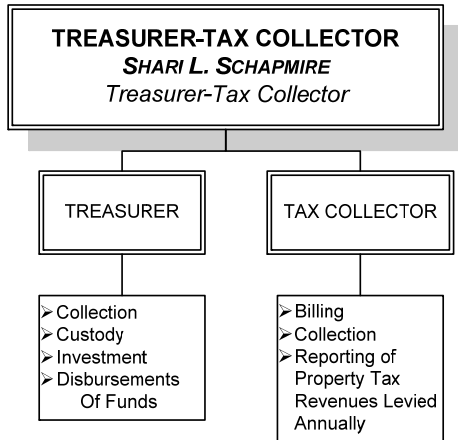 TREASURER-TAX COLLECTOR
SHARI L. SCHAPMIRE
Treasurer-Tax Collector
TREASURER
TAX COLLECTOR
➢Collection
➢Custody
➢Investment
➢Disbursements
Of Funds
➢Billing
➢Collection
➢Reporting of
Property Tax
Revenues Levied
Annually